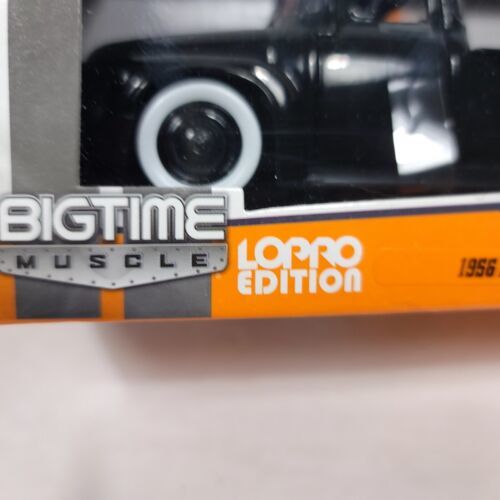 BIGTIME
MUSCLE
LOPRO
EDITION
1956